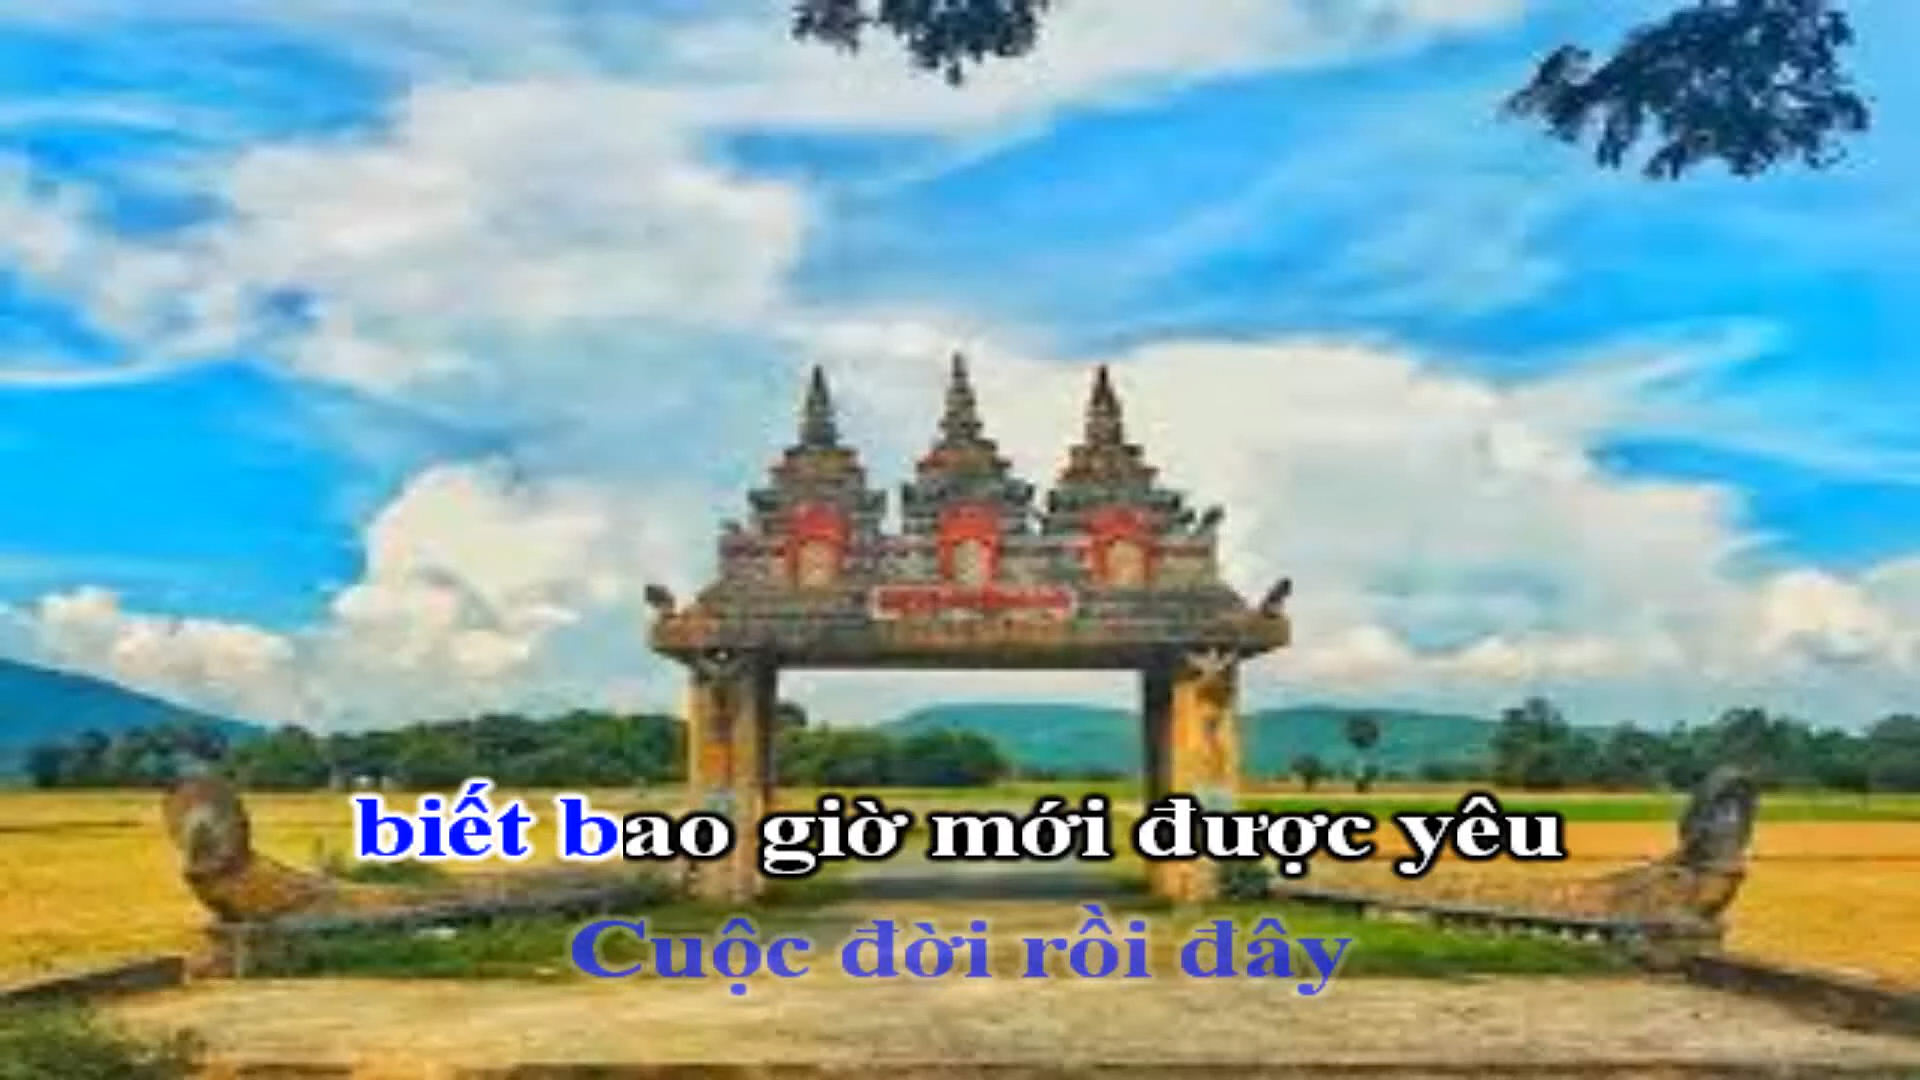 biết bao giờ mới được yêu
Cuộc đời rồi đây